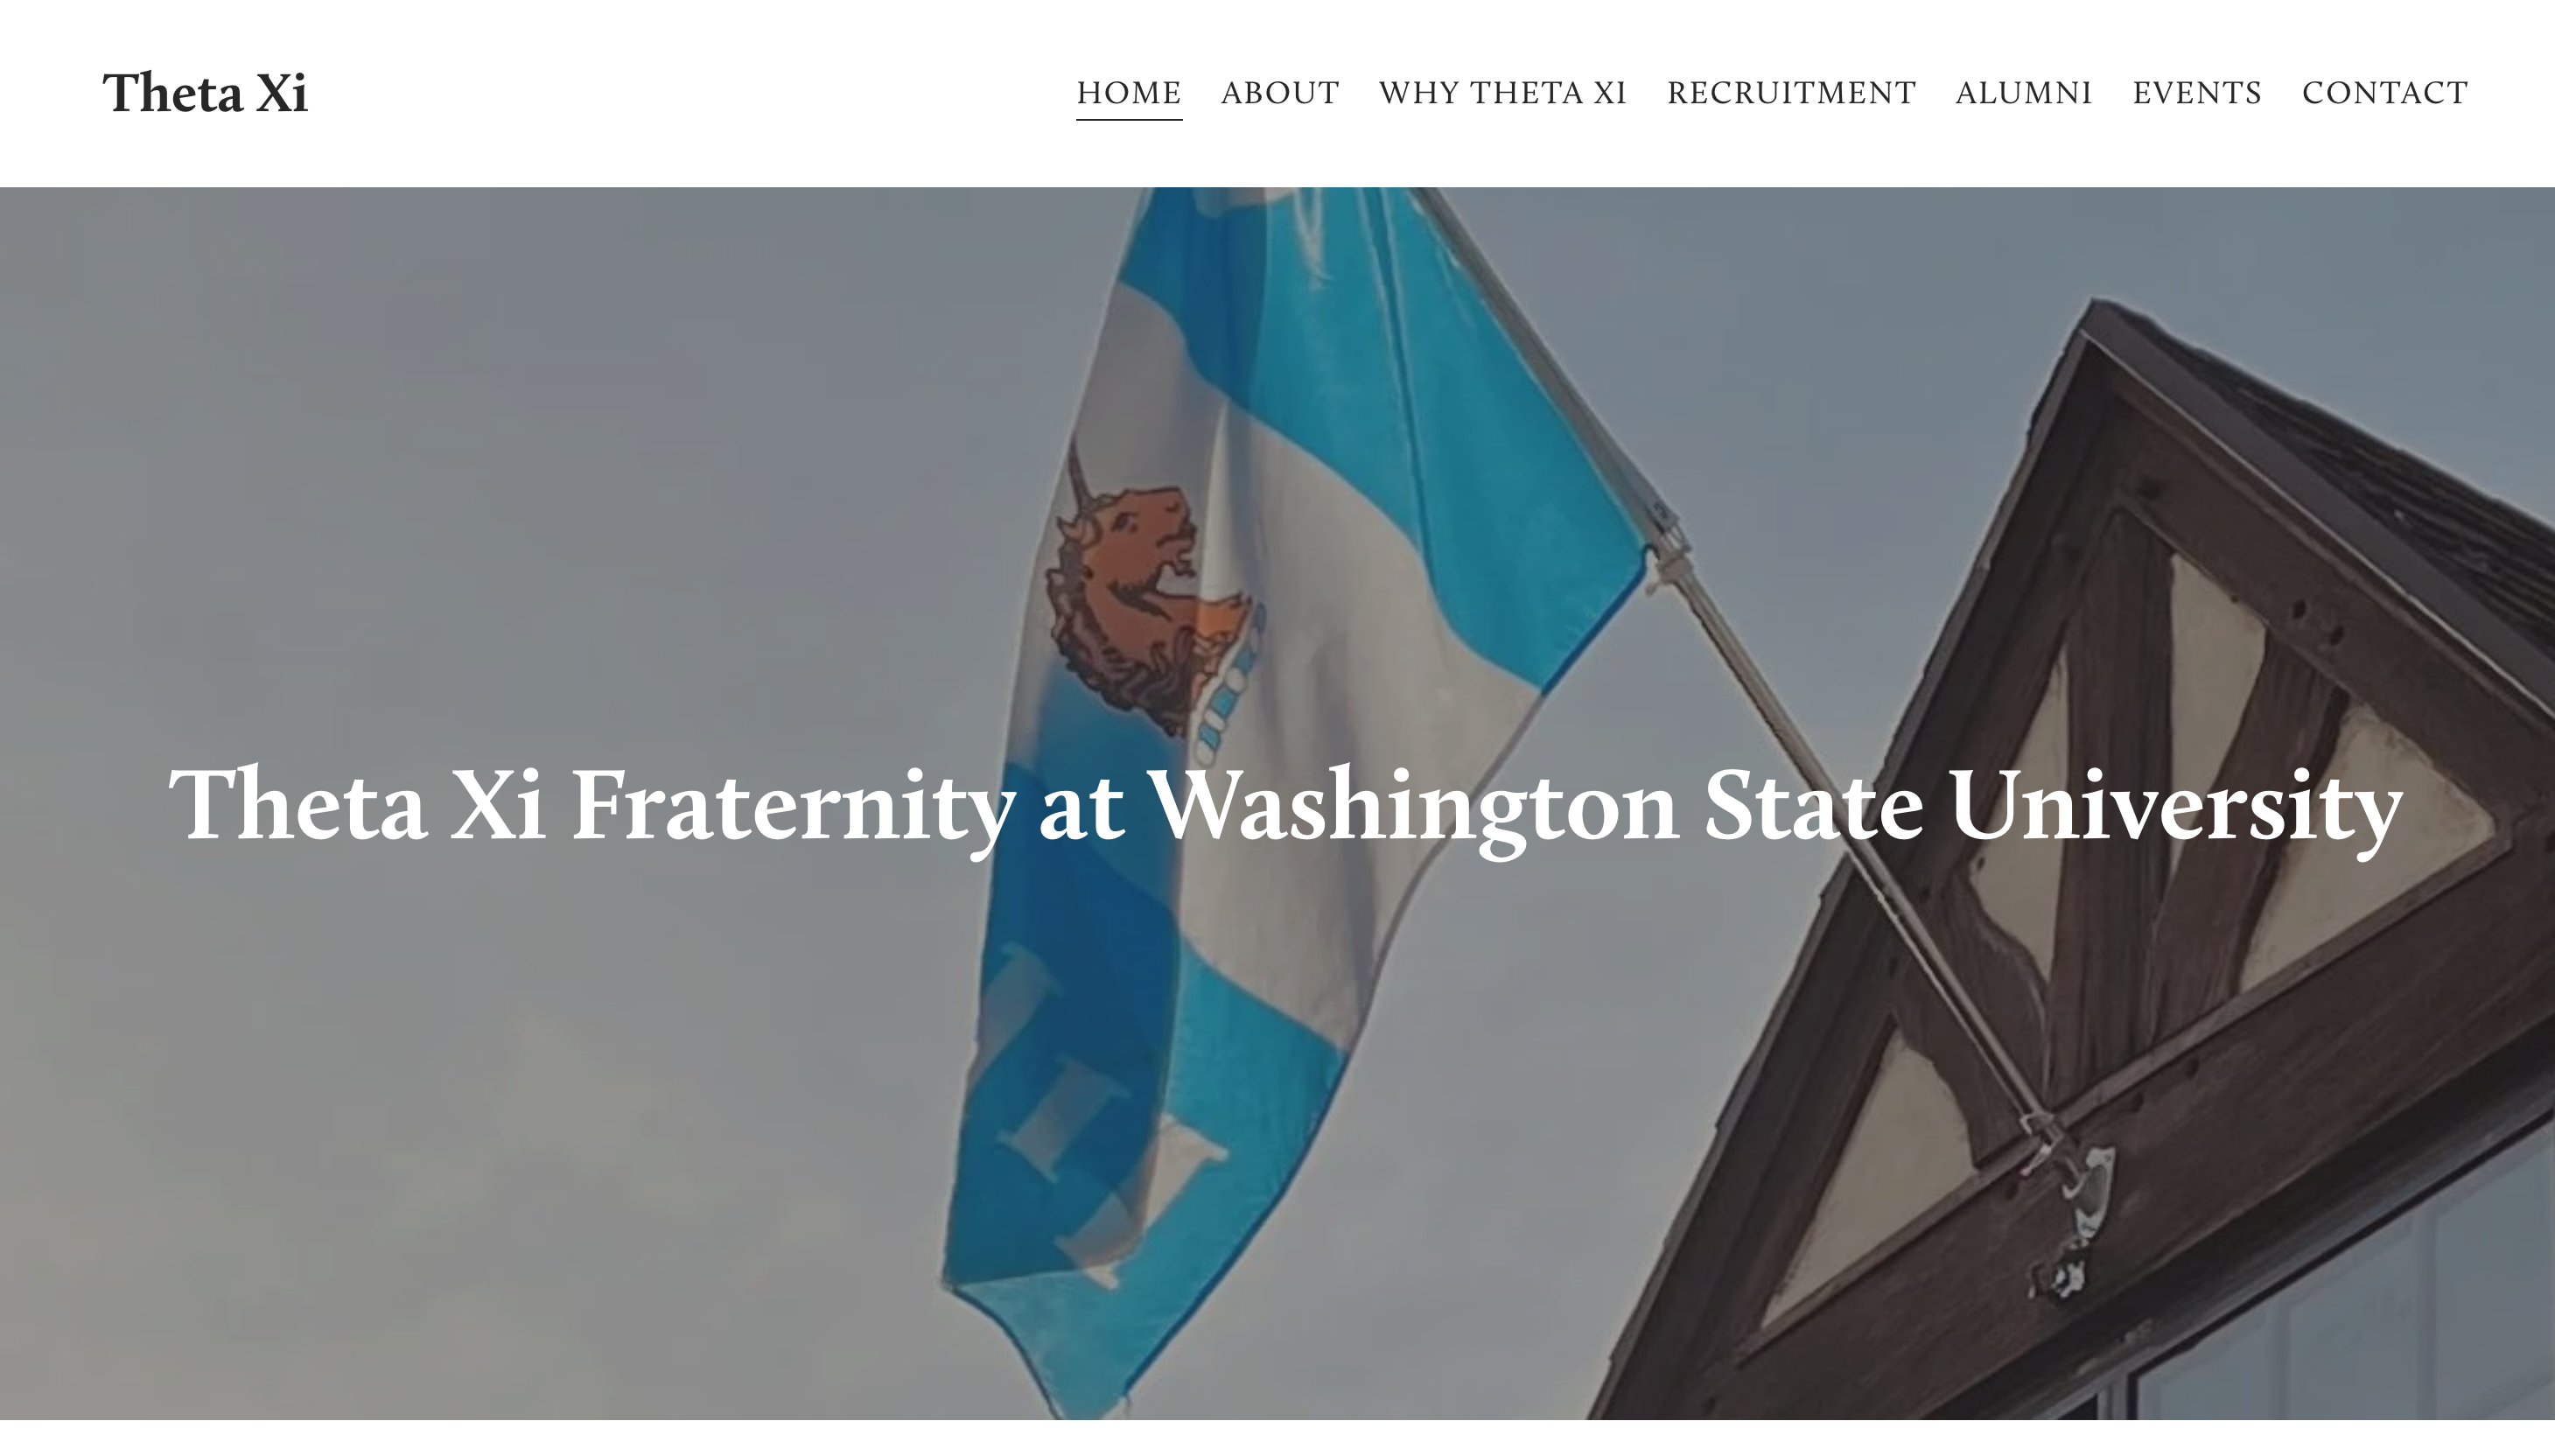 Theta Xi
HOME ABOUT WHY THETA XI RECRUITMENT ALUMNI EVENTS CONTACT
Theta Xi Fraternity at Washington State University